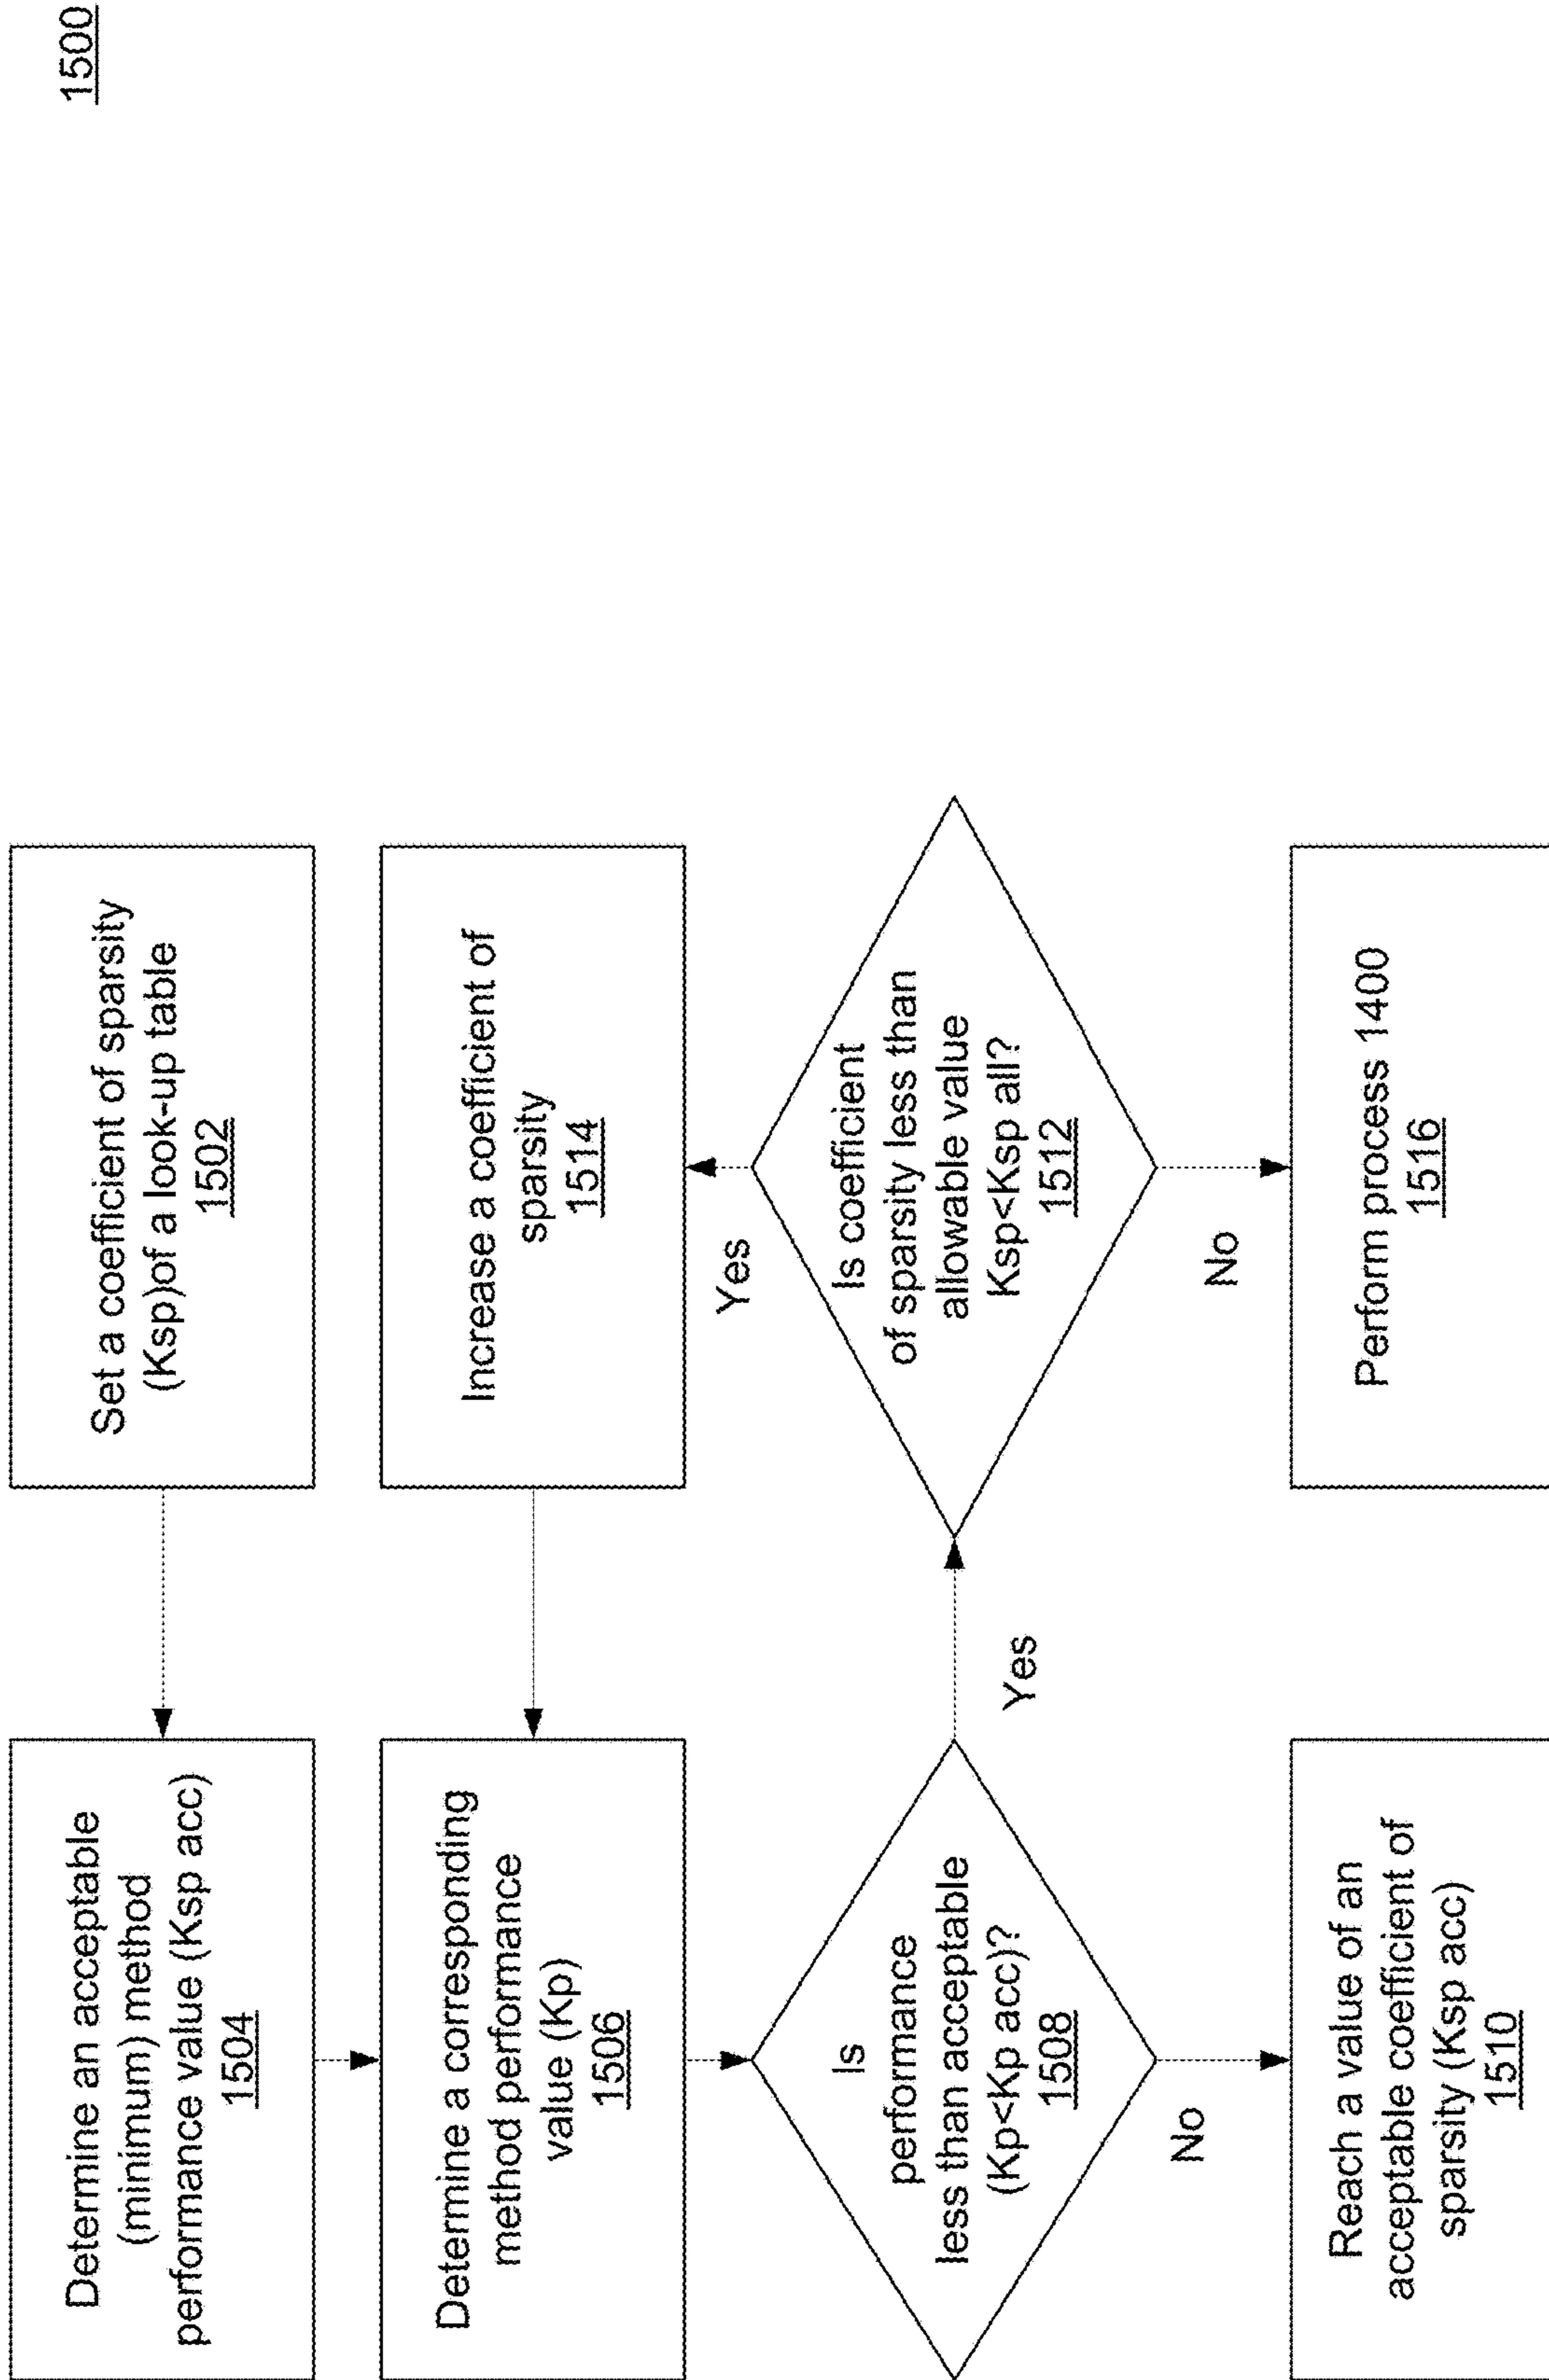 1500
Set a coefficient of sparsity
(Ksp)of a look-up table
1502
Determine an acceptable
(minimum) method
performance value (Ksp acc)
1504
Determine a corresponding
method performance
value (Kp)
1506
Is
performance
less than acceptable
(Kp<Kp acc)?
1508
No
Reach a value of an
acceptable coefficient of
sparsity (Ksp acc)
1510
Yes
Is coefficient
of sparsity less than
allowable value
Ksp<Ksp all?
1512
Yes
Increase a coefficient of
sparsity
1514
No
Perform process 1400
1516